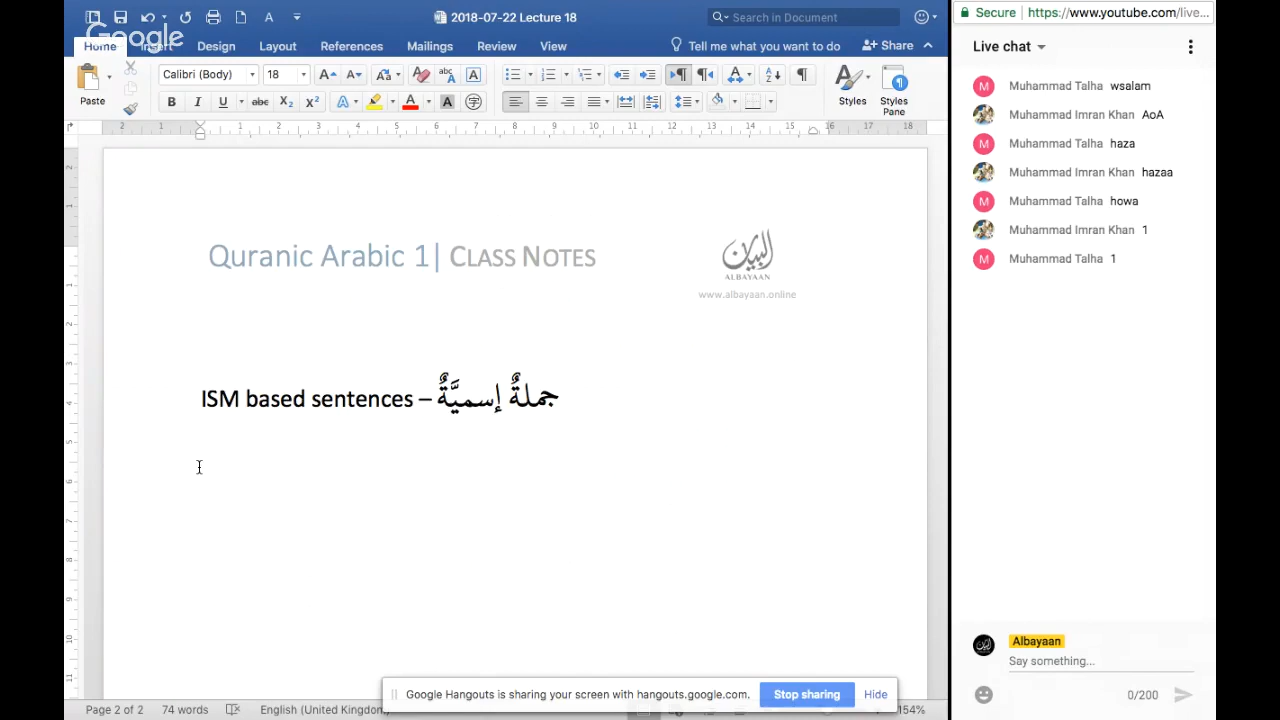 2018-07-22 Lecture 18
Search in Document
Google
Home Insert Design Layout References Mailings Review View
Tell me what you want to do
Share
Paste
Calibri (Body) 18
Styles
Styles Pane
Quranic Arabic 1| CLASS NOTES
البيان
ALBAYAAN
www.albayaan.online
ISM based sentences – جملةٌ إسميَّةٌ
Google Hangouts is sharing your screen with hangouts.google.com. Stop sharing Hide
Page 2 of 2 74 words English (United Kingdom) 154%
Secure https://www.youtube.com/live...
Live chat
M Muhammad Talha wsalam
Muhammad Imran Khan AoA
M Muhammad Talha haza
Muhammad Imran Khan hazaa
M Muhammad Talha howa
Muhammad Imran Khan 1
M Muhammad Talha 1
Albayaan
Say something...
0/200